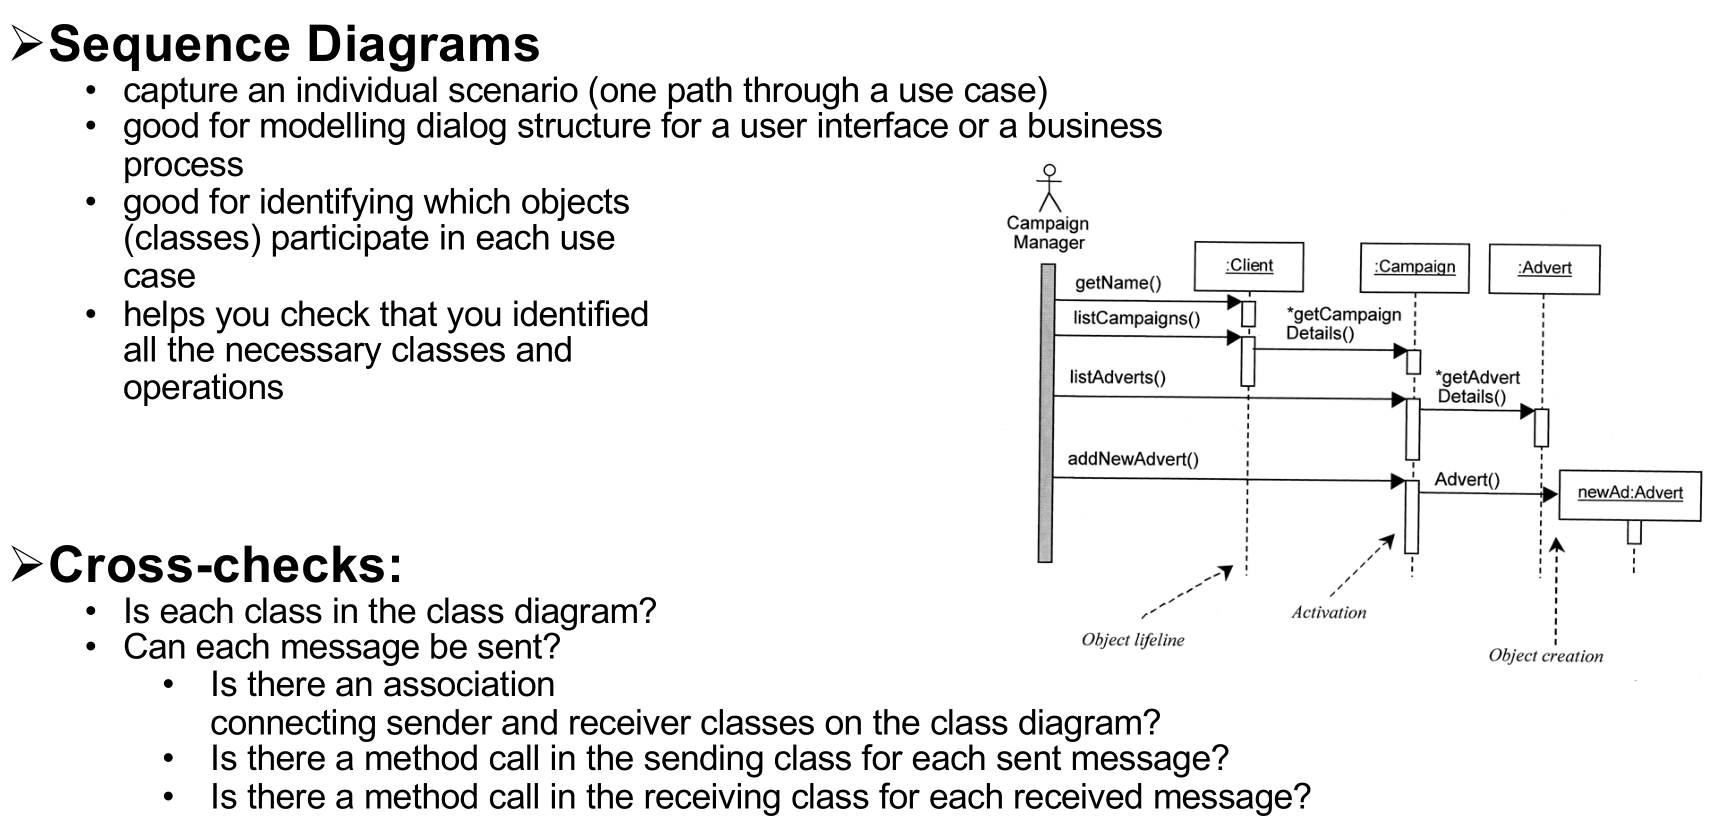 ➢Sequence Diagrams
• capture an individual scenario (one path through a use case)
• good for modelling dialog structure for a user interface or a business
process
• good for identifying which objects
(classes) participate in each use
case
• helps you check that you identified
all the necessary classes and
operations
Campaign
Manager
:Client
:Campaign
:Advert
getName()
listCampaigns()
*getCampaign
Details()
listAdverts()
*getAdvert
Details()
addNewAdvert()
Advert()
newAd:Advert
Object lifeline
Activation
Object creation
➢Cross-checks:
• Is each class in the class diagram?
• Can each message be sent?
• Is there an association
connecting sender and receiver classes on the class diagram?
• Is there a method call in the sending class for each sent message?
• Is there a method call in the receiving class for each received message?